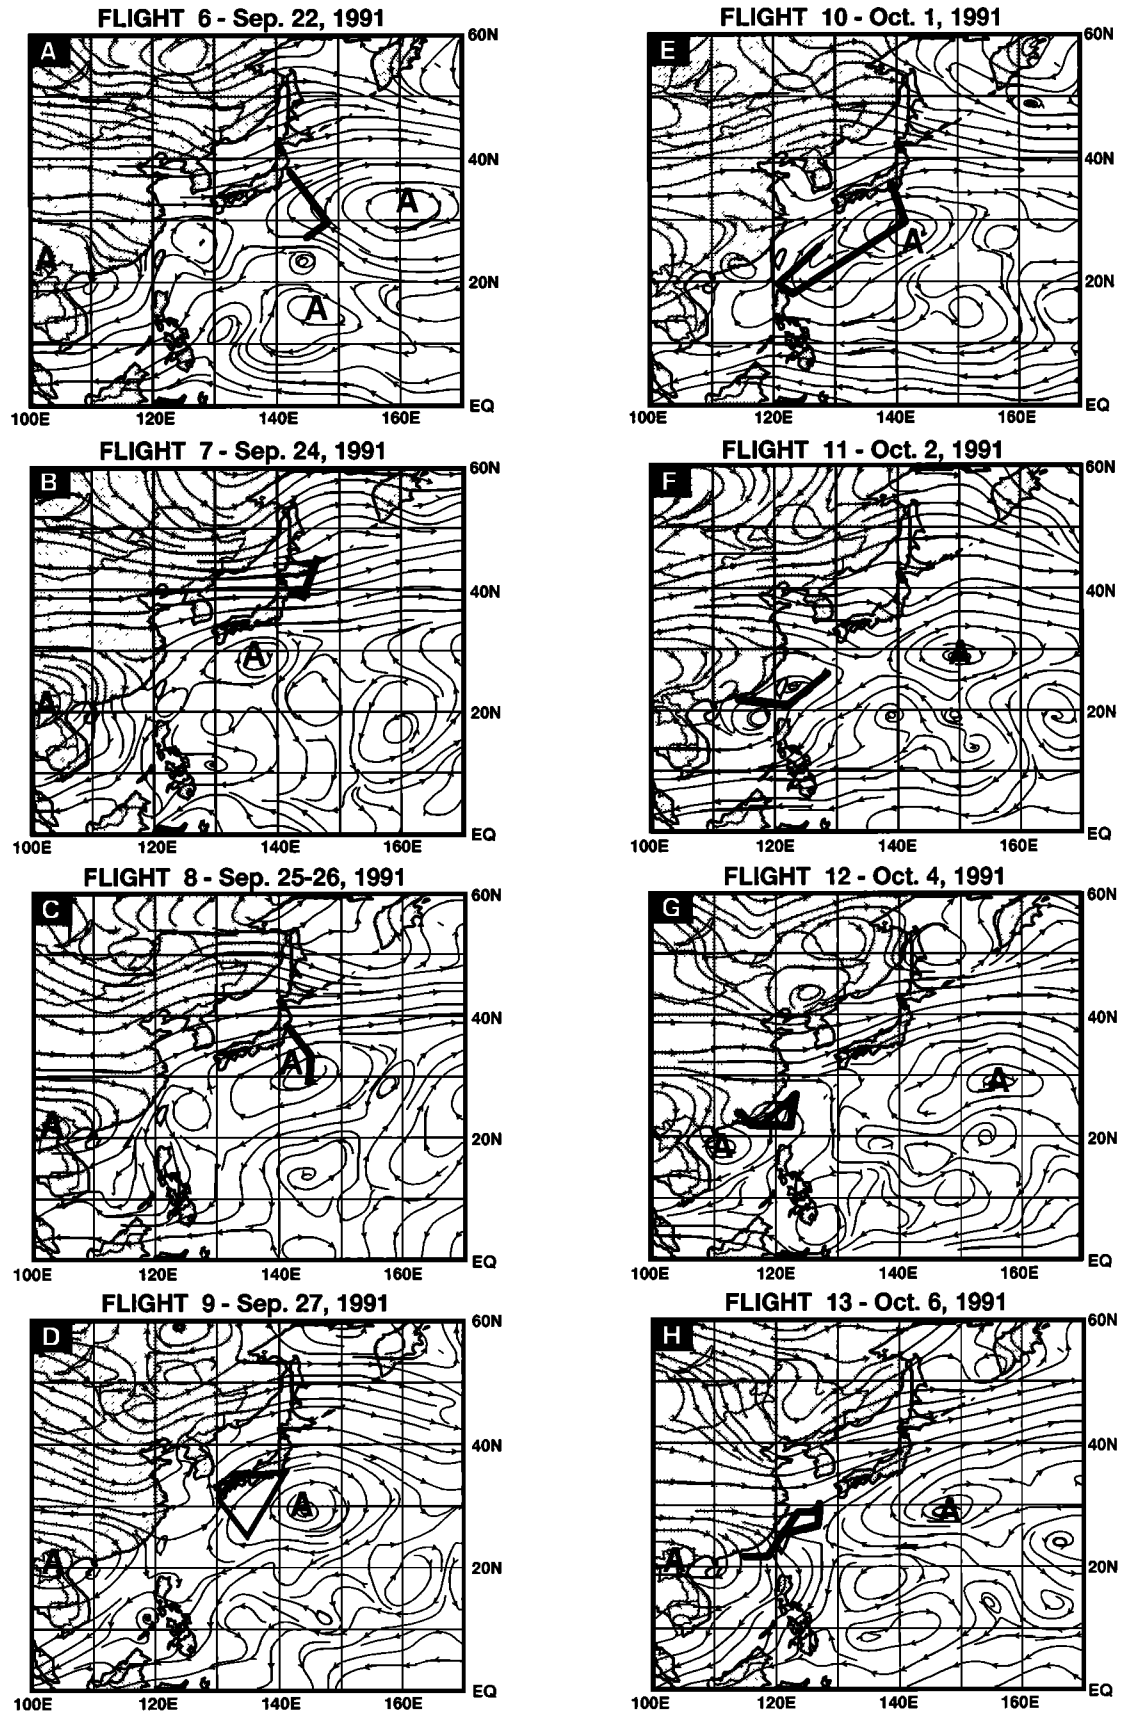 FLIGHT 6 - Sep. 22, 1991
A
60N
A
40N
A
A
20N
EQ
100E 120E 140E 160E
FLIGHT 7 - Sep. 24, 1991
B
60N
40N
A
A
20N
EQ
100E 120E 140E 160E
FLIGHT 8 - Sep. 25-26, 1991
C
60N
40N
A
A
20N
EQ
100E 120E 140E 160E
FLIGHT 9 - Sep. 27, 1991
D
60N
40N
A
A
20N
EQ
100E 120E 140E 160E
FLIGHT 10 - Oct. 1, 1991
E
60N
40N
A
20N
EQ
100E 120E 140E 160E
FLIGHT 11 - Oct. 2, 1991
F
60N
40N
A
20N
EQ
100E 120E 140E 160E
FLIGHT 12 - Oct. 4, 1991
G
60N
40N
A
A
20N
EQ
100E 120E 140E 160E
FLIGHT 13 - Oct. 6, 1991
H
60N
40N
A
A
20N
EQ
100E 120E 140E 160E